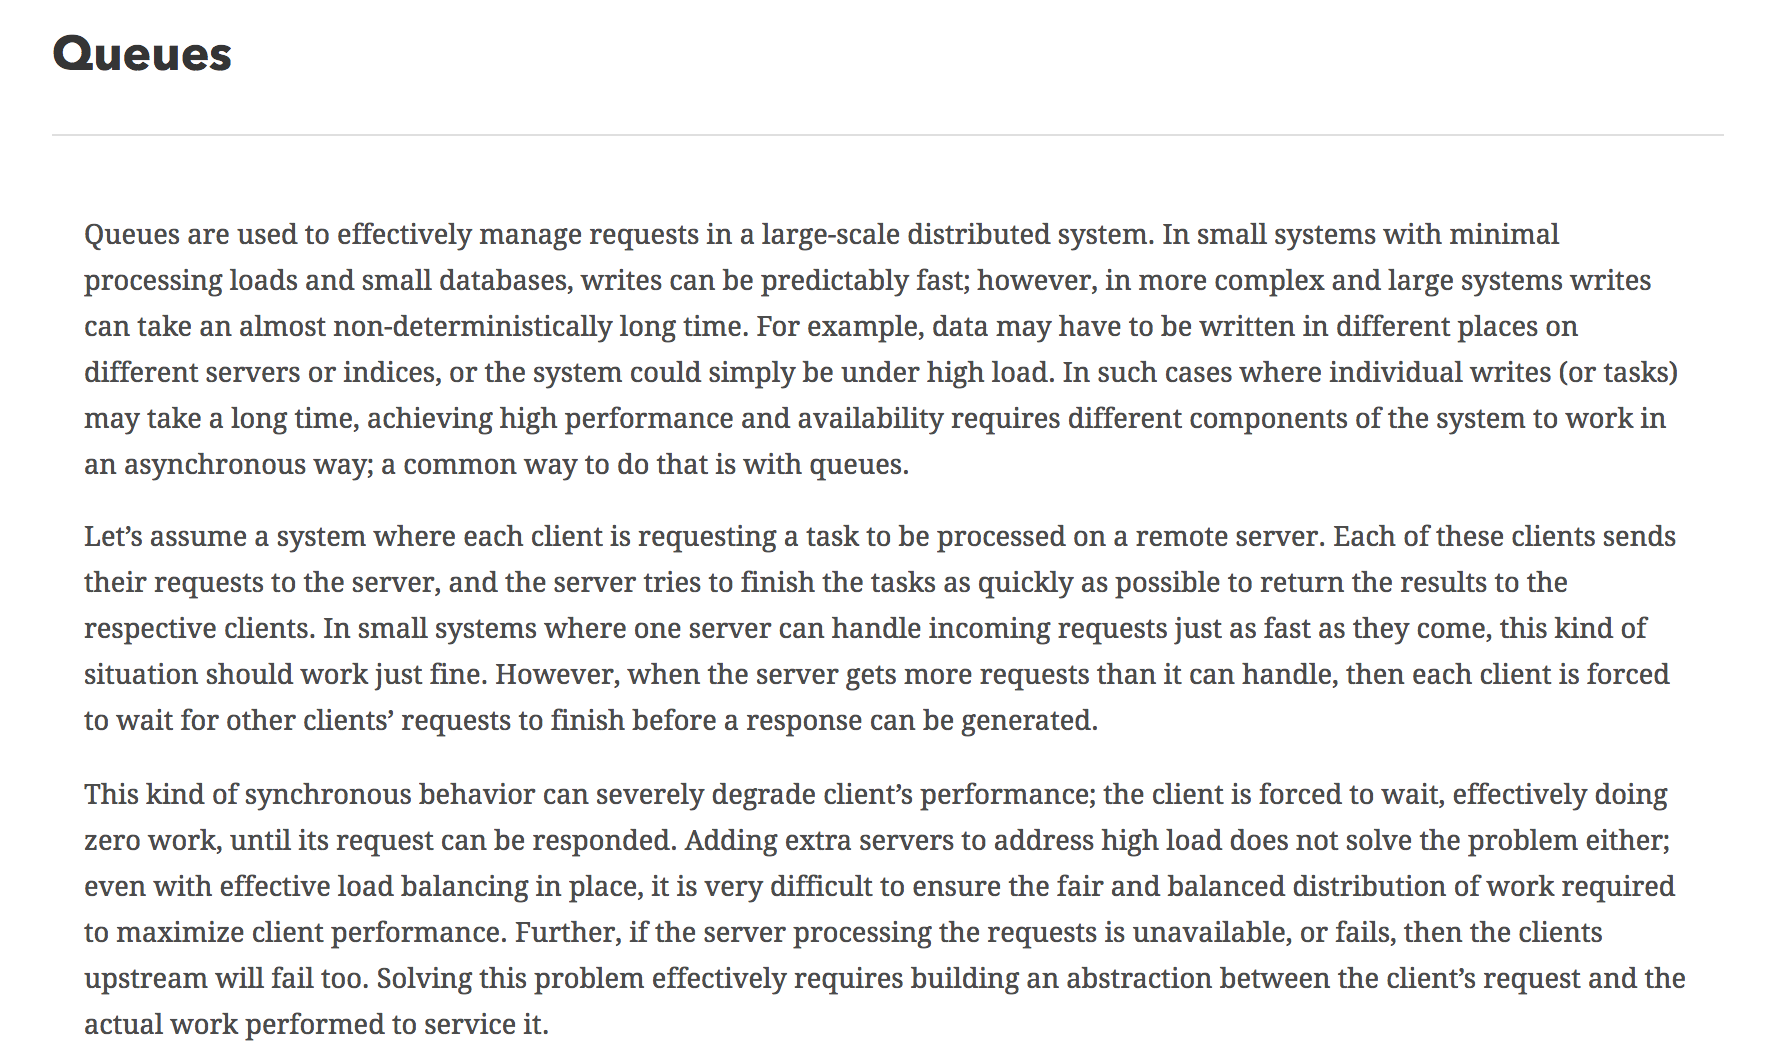 Queues
Queues are used to effectively manage requests in a large-scale distributed system. In small systems with minimal
processing loads and small databases, writes can be predictably fast; however, in more complex and large systems writes
can take an almost non-deterministically long time. For example, data may have to be written in different places on
different servers or indices, or the system could simply be under high load. In such cases where individual writes (or tasks)
may take a long time, achieving high performance and availability requires different components of the system to work in
an asynchronous way; a common way to do that is with queues.
Let’s assume a system where each client is requesting a task to be processed on a remote server. Each of these clients sends
their requests to the server, and the server tries to finish the tasks as quickly as possible to return the results to the
respective clients. In small systems where one server can handle incoming requests just as fast as they come, this kind of
situation should work just fine. However, when the server gets more requests than it can handle, then each client is forced
to wait for other clients’ requests to finish before a response can be generated.
This kind of synchronous behavior can severely degrade client’s performance; the client is forced to wait, effectively doing
zero work, until its request can be responded. Adding extra servers to address high load does not solve the problem either;
even with effective load balancing in place, it is very difficult to ensure the fair and balanced distribution of work required
to maximize client performance. Further, if the server processing the requests is unavailable, or fails, then the clients
upstream will fail too. Solving this problem effectively requires building an abstraction between the client’s request and the
actual work performed to service it.